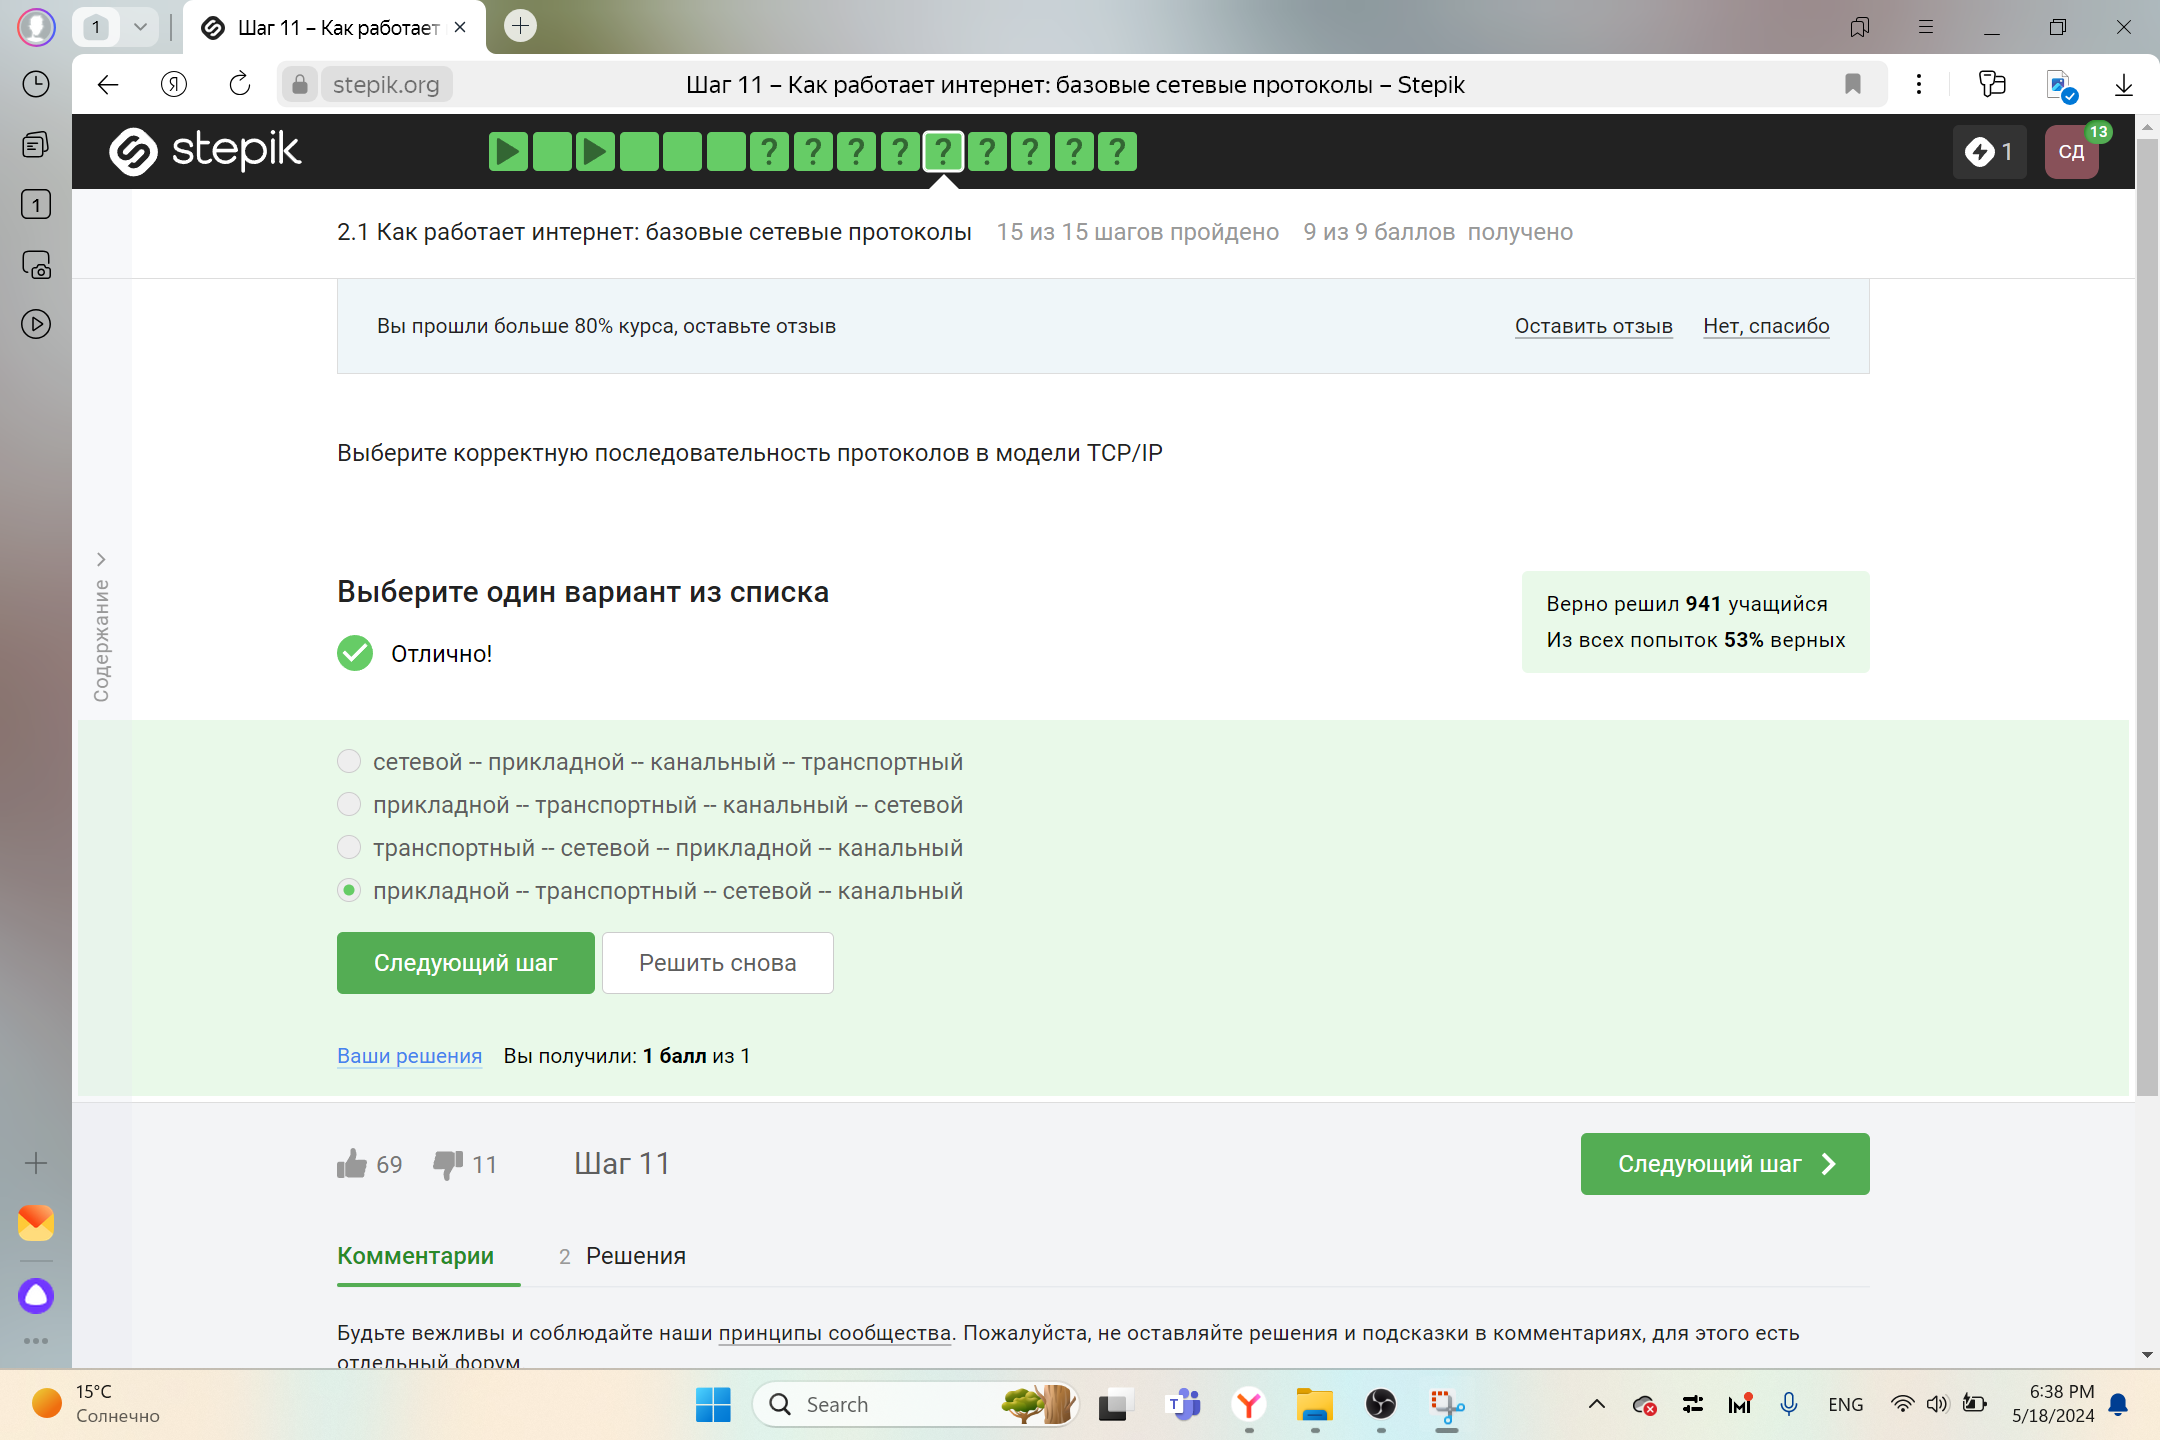 1
Шаг 11 – Как работает
stepik.org
Шаг 11 – Как работает интернет: базовые сетевые протоколы – Stepik
1
stepik
? ? ? ? ? ? ? ? ?
1
СД
13
2.1 Как работает интернет: базовые сетевые протоколы 15 из 15 шагов пройдено 9 из 9 баллов получено
Вы прошли больше 80% курса, оставьте отзыв
Оставить отзыв
Нет, спасибо
Выберите корректную последовательность протоколов в модели TCP/IP
Содержание
Выберите один вариант из списка
Отлично!
Верно решил 941 учащийся
Из всех попыток 53% верных
сетевой -- прикладной -- канальный -- транспортный
прикладной -- транспортный -- канальный -- сетевой
транспортный -- сетевой -- прикладной -- канальный
прикладной -- транспортный -- сетевой -- канальный
Следующий шаг
Решить снова
Ваши решения Вы получили: 1 балл из 1
69
11
Шаг 11
Следующий шаг
Комментарии
2 Решения
Будьте вежливы и соблюдайте наши принципы сообщества. Пожалуйста, не оставляйте решения и подсказки в комментариях, для этого есть
отдельный форум
15°C
Солнечно
Search
ENG
6:38 PM
5/18/2024